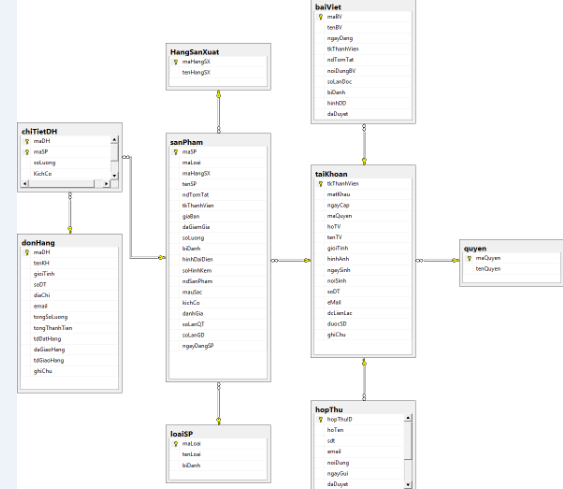 baiViet
maBV
tenBV
ngayDang
tkThanhVien
ndTomTat
noiDungBV
soLanDoc
biDanh
hinhDD
daDuyet
HangSanXuat
maHangSX
tenHangSX
chiTietDH
maDH
maSP
soLuong
KichCo
sanPham
maSP
maLoai
maHangSX
tenSP
ndTomTat
tkThanhVien
giaBan
daGiamGia
soLuong
biDanh
hinhDaiDien
soHinhKem
ndSanPham
mauSac
kichCo
danhGia
soLanQT
soLanGD
ngayDangSP
taiKhoan
tkThanhVien
matKhau
ngayCap
maQuyen
hoTV
tenTV
gioiTinh
hinhAnh
ngaySinh
noiSinh
soDT
eMail
dcLienLac
duocSD
ghiChu
donHang
maDH
tenKH
gioiTinh
soDT
diaChi
email
tongSoLuong
tongThanhTien
tdDatHang
daGiaoHang
tdGiaoHang
ghiChu
quyen
maQuyen
tenQuyen
loaiSP
maLoai
tenLoai
biDanh
hopThu
hopThuID
hoTen
sdt
email
noiDung
ngayGui
daDuyet